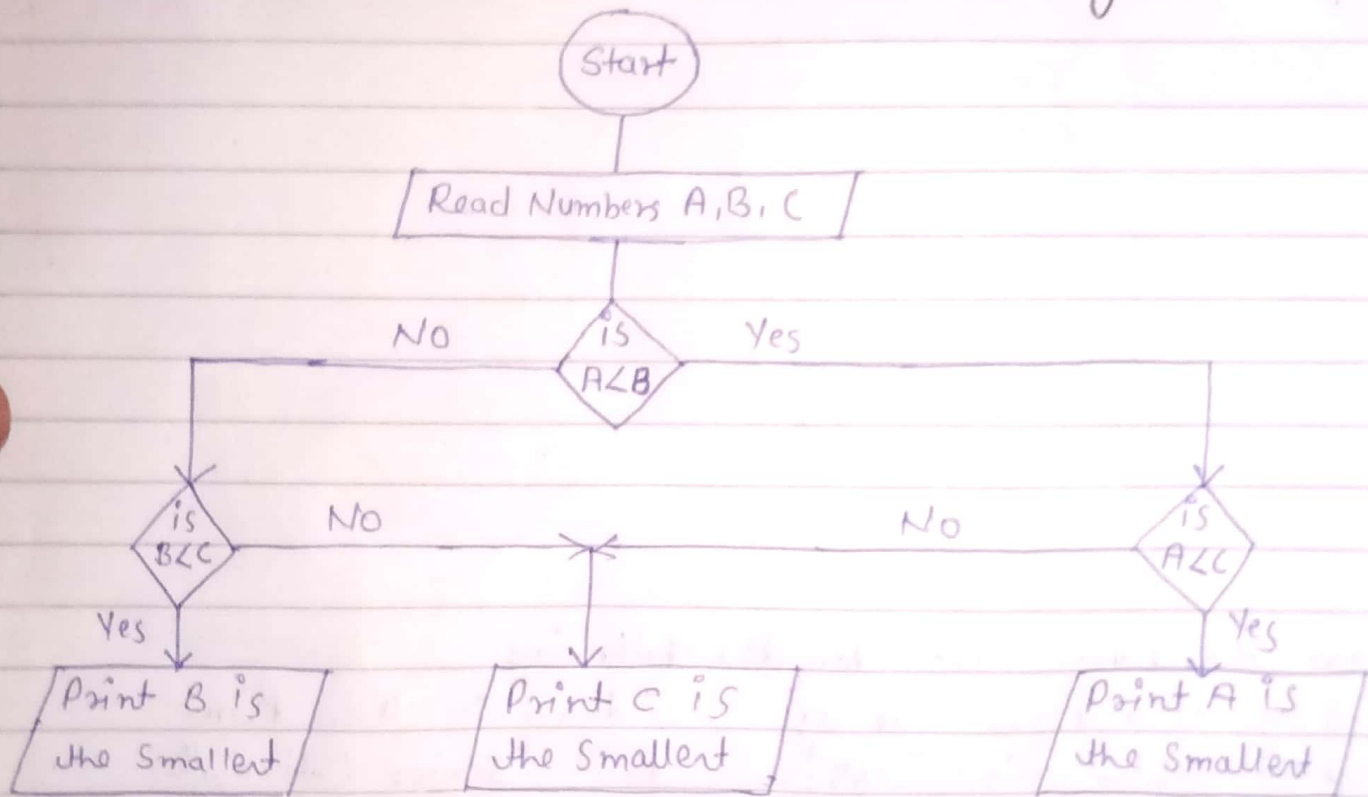 Start
Read Numbers A, B, C
is
A<B
No
Yes
is
B<C
No
No
is
A<C
Yes
Yes
Print B is
the Smallest
Print C is
the Smallest
Print A is
the Smallest